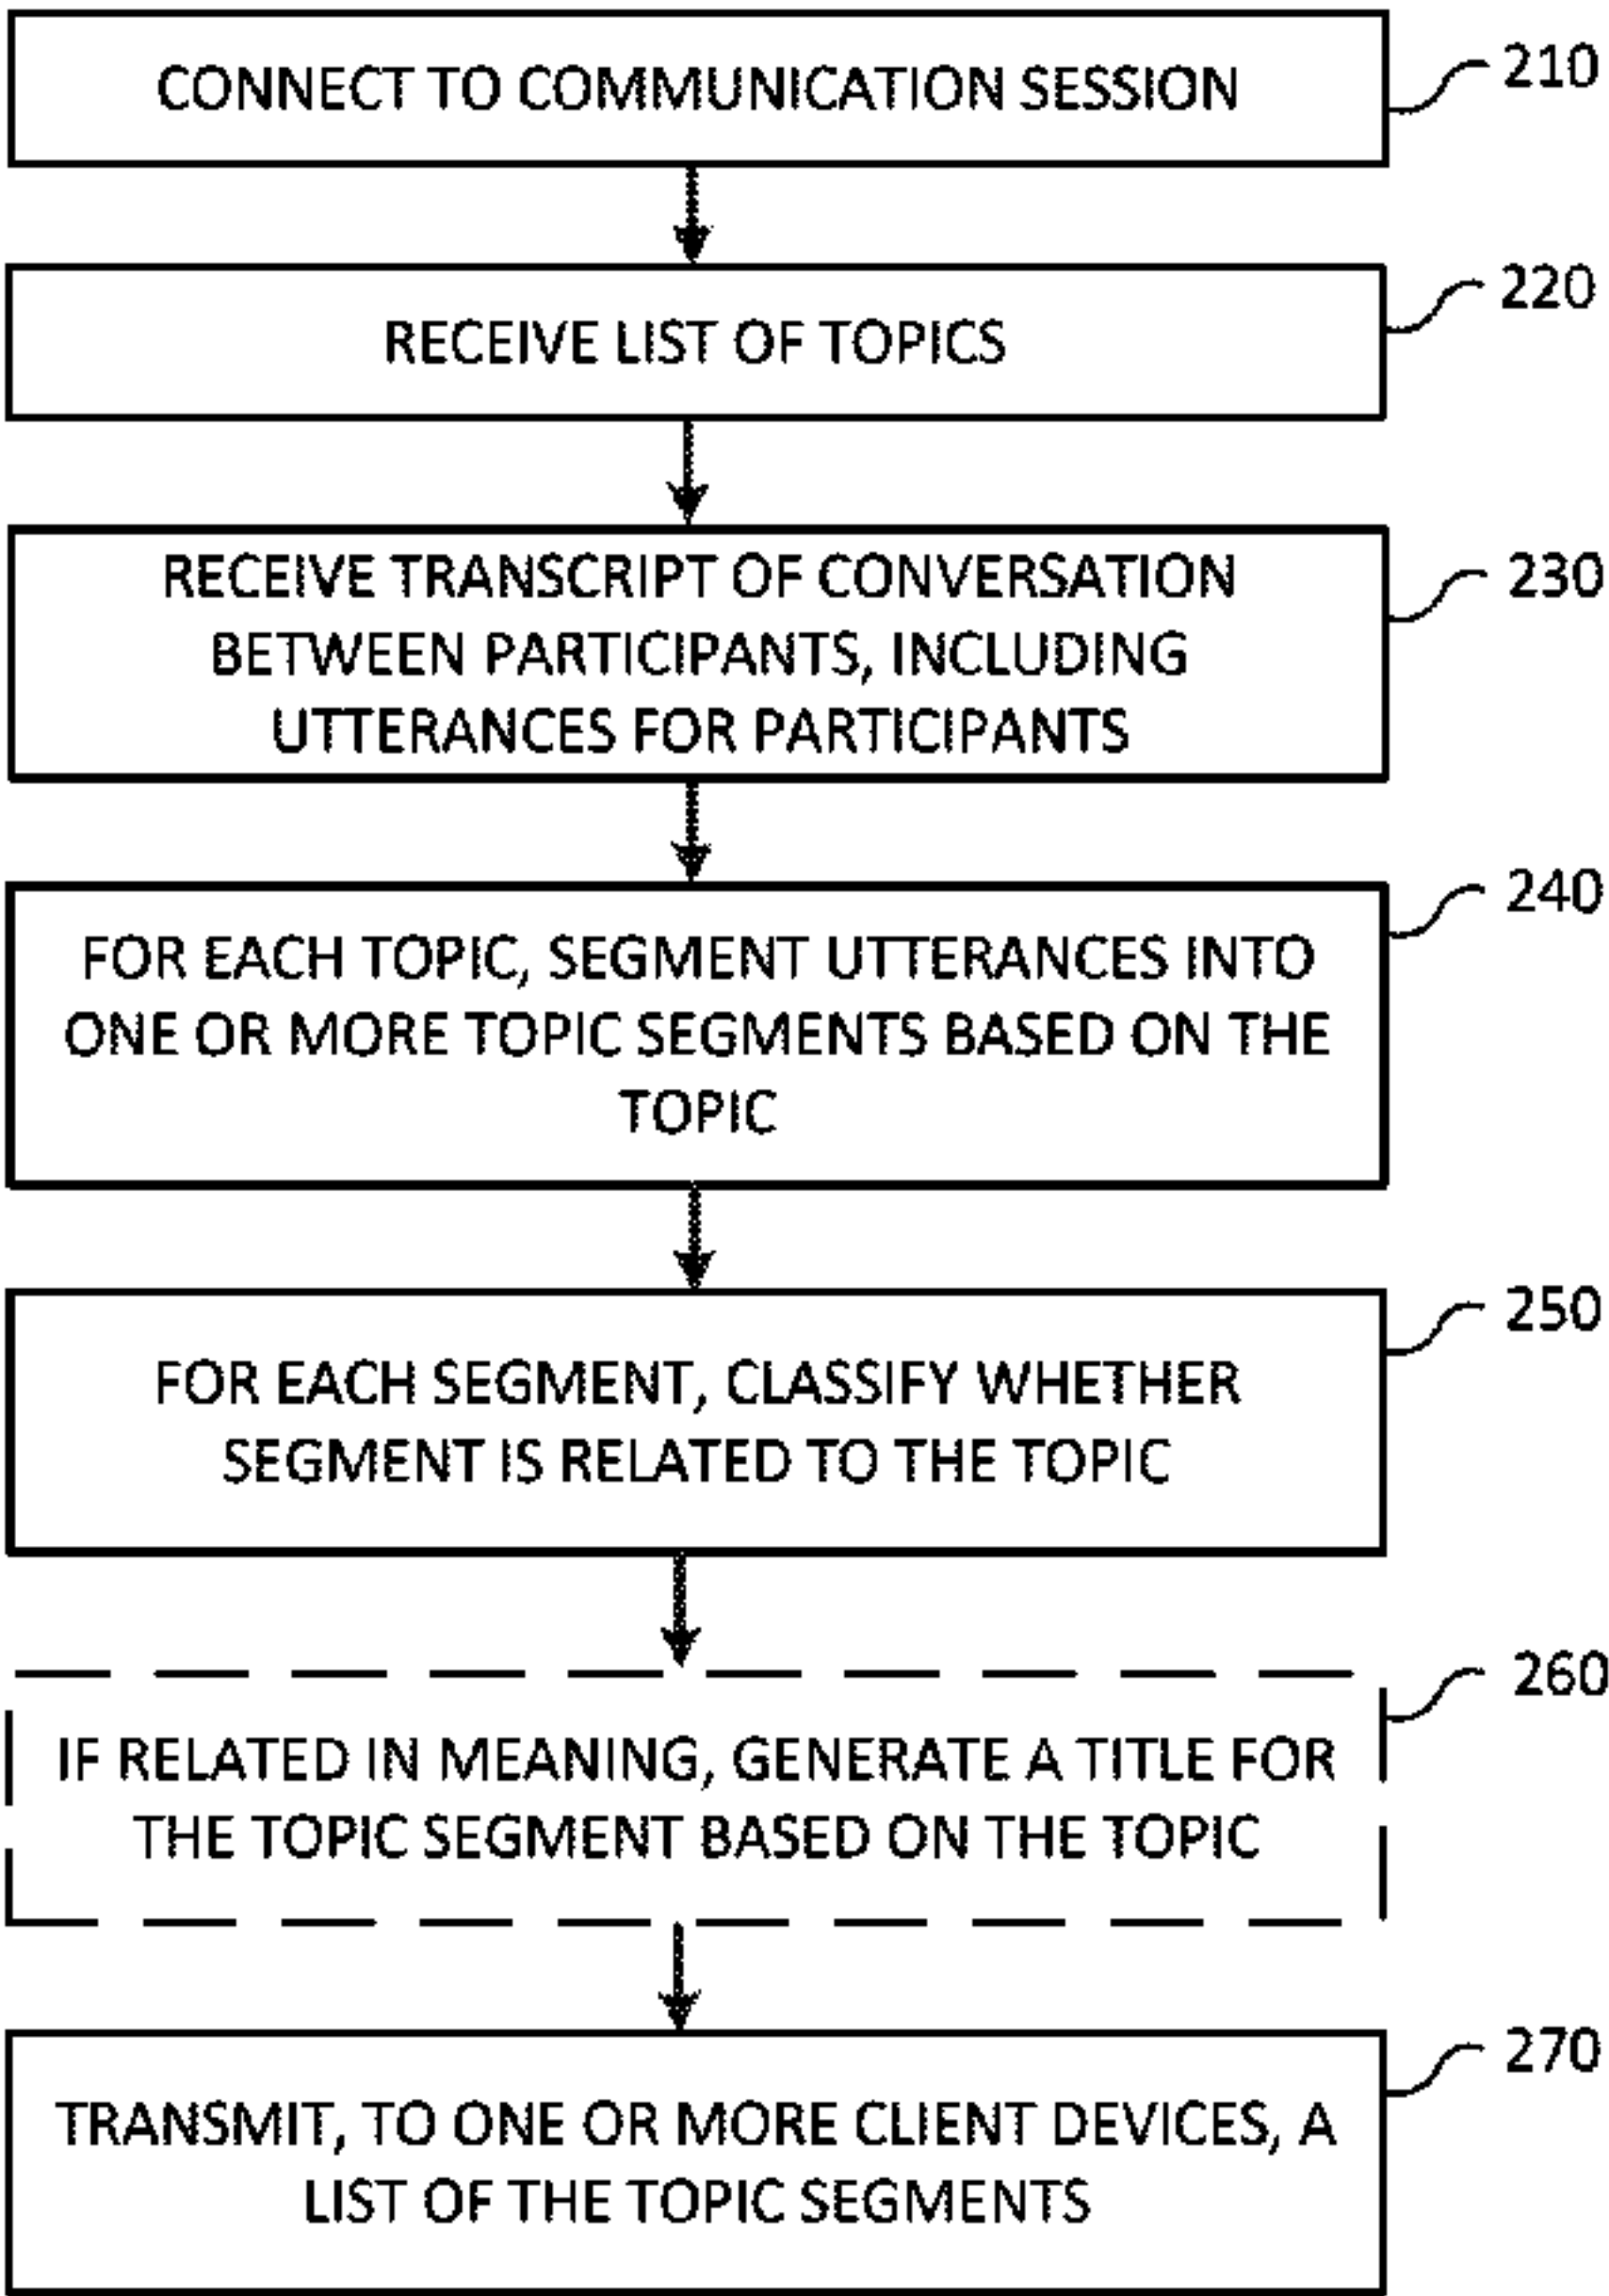 CONNECT TO COMMUNICATION SESSION
210
RECEIVE LIST OF TOPICS
220
RECEIVE TRANSCRIPT OF CONVERSATION
BETWEEN PARTICIPANTS, INCLUDING
UTTERANCES FOR PARTICIPANTS
230
FOR EACH TOPIC, SEGMENT UTTERANCES INTO
ONE OR MORE TOPIC SEGMENTS BASED ON THE
TOPIC
240
FOR EACH SEGMENT, CLASSIFY WHETHER
SEGMENT IS RELATED TO THE TOPIC
250
IF RELATED IN MEANING, GENERATE A TITLE FOR
THE TOPIC SEGMENT BASED ON THE TOPIC
260
TRANSMIT, TO ONE OR MORE CLIENT DEVICES, A
LIST OF THE TOPIC SEGMENTS
270